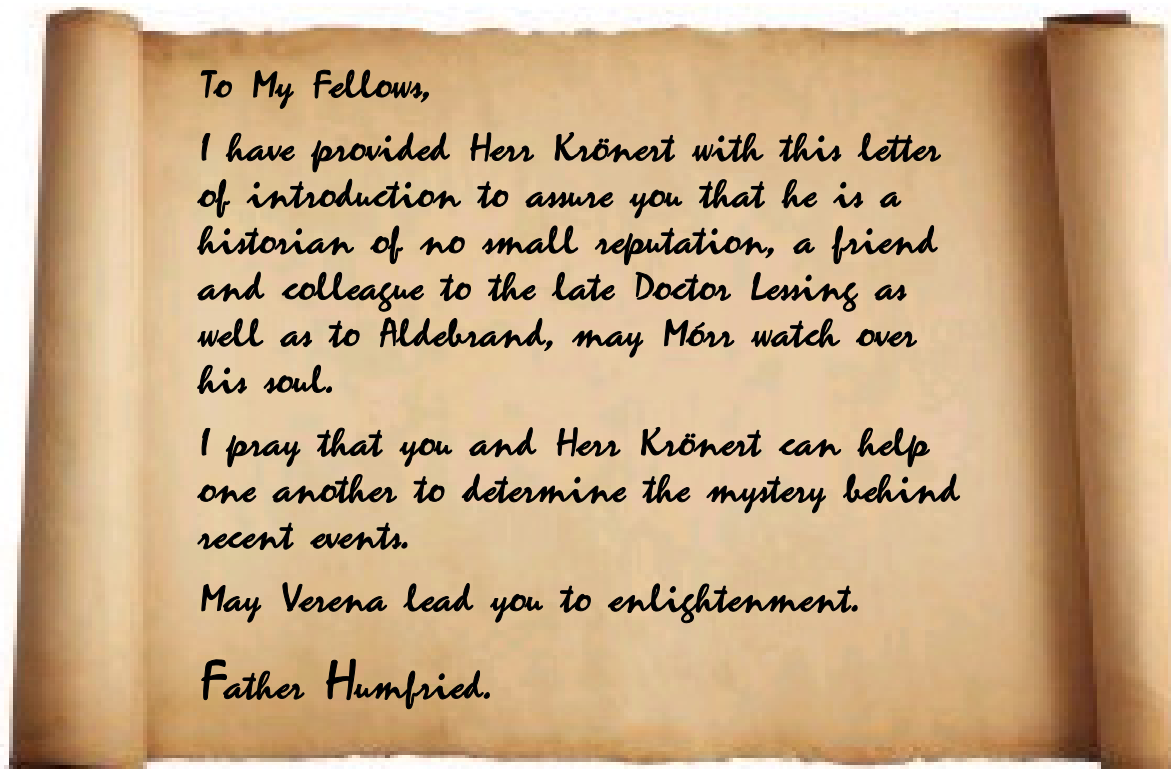 To My Fellows,
I have provided Herr Krönert with this letter
of introduction to assure you that he is a
historian of no small reputation, a friend
and colleague to the late Doctor Lessing as
well as to Aldebrand, may Mórr watch over
his soul.
I pray that you and Herr Krönert can help
one another to determine the mystery behind
recent events.
May Verena lead you to enlightenment.
Father Humfried.